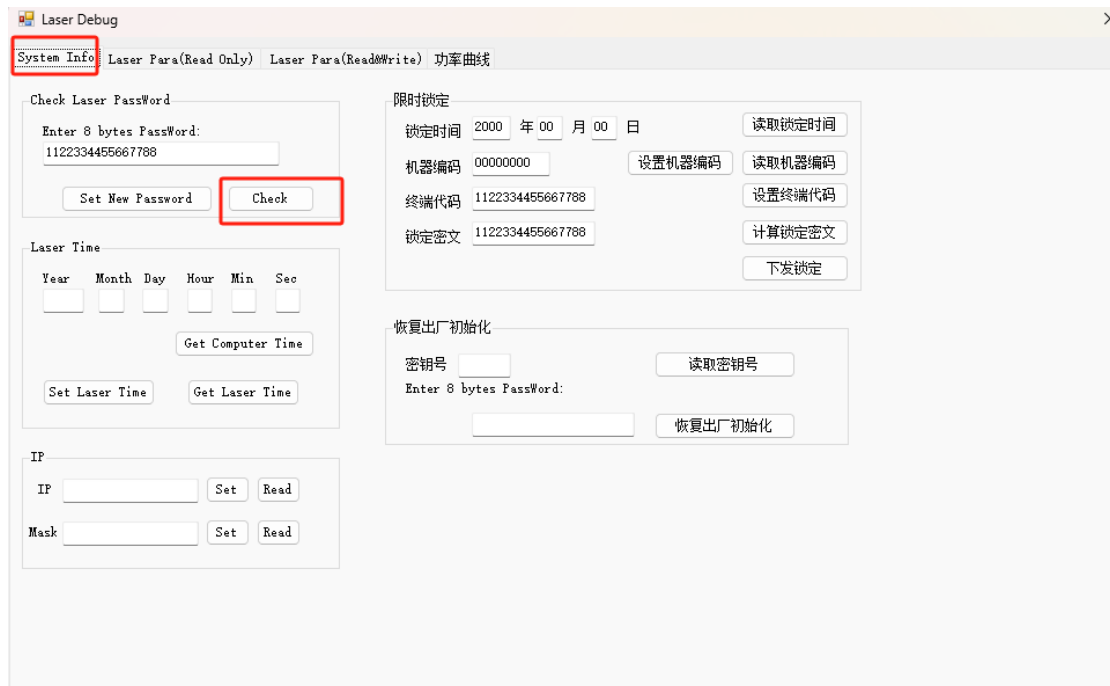 Laser Debug
System Info Laser Para(Read Only) Laser Para(Read&Write) 功率曲线
Check Laser PassWord
Enter 8 bytes PassWord:
1122334455667788
Set New Password Check
Laser Time
Year Month Day Hour Min Sec
Get Computer Time
Set Laser Time Get Laser Time
IP
IP Set Read
Mask Set Read
限时锁定
锁定时间 2000 年 00 月 00 日 读取锁定时间
机器编码 00000000 设置机器编码 读取机器编码
终端代码 1122334455667788 设置终端代码
锁定密文 1122334455667788 计算锁定密文
下发锁定
恢复出厂初始化
密钥号 读取密钥号
Enter 8 bytes PassWord:
恢复出厂初始化